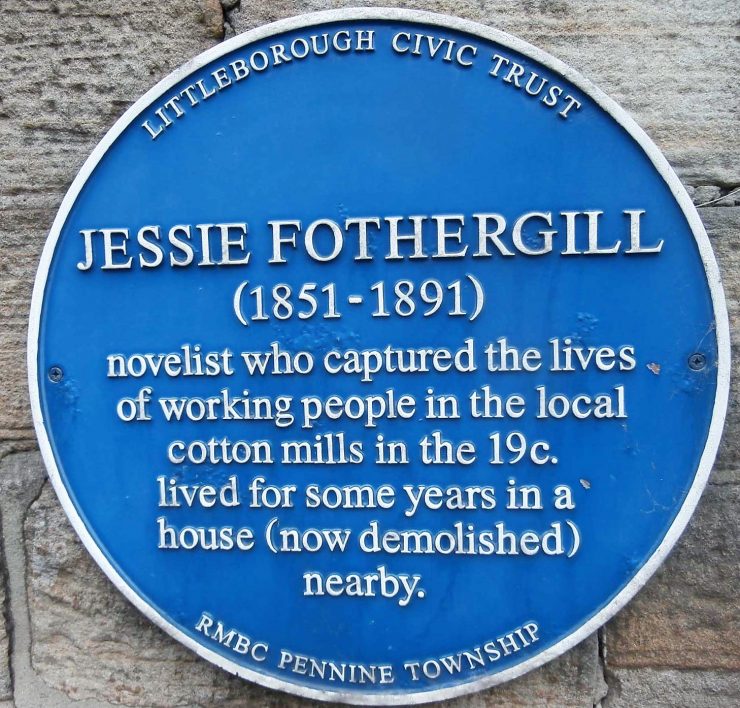 LITTLEBOROUGH CIVIC TRUST
JESSIE FOTHERGILL
(1851-1891)
novelist who captured the lives
of working people in the local
cotton mills in the 19c.
lived for some years in a
house (now demolished)
nearby.
RMBC PENNINE TOWNSHIP